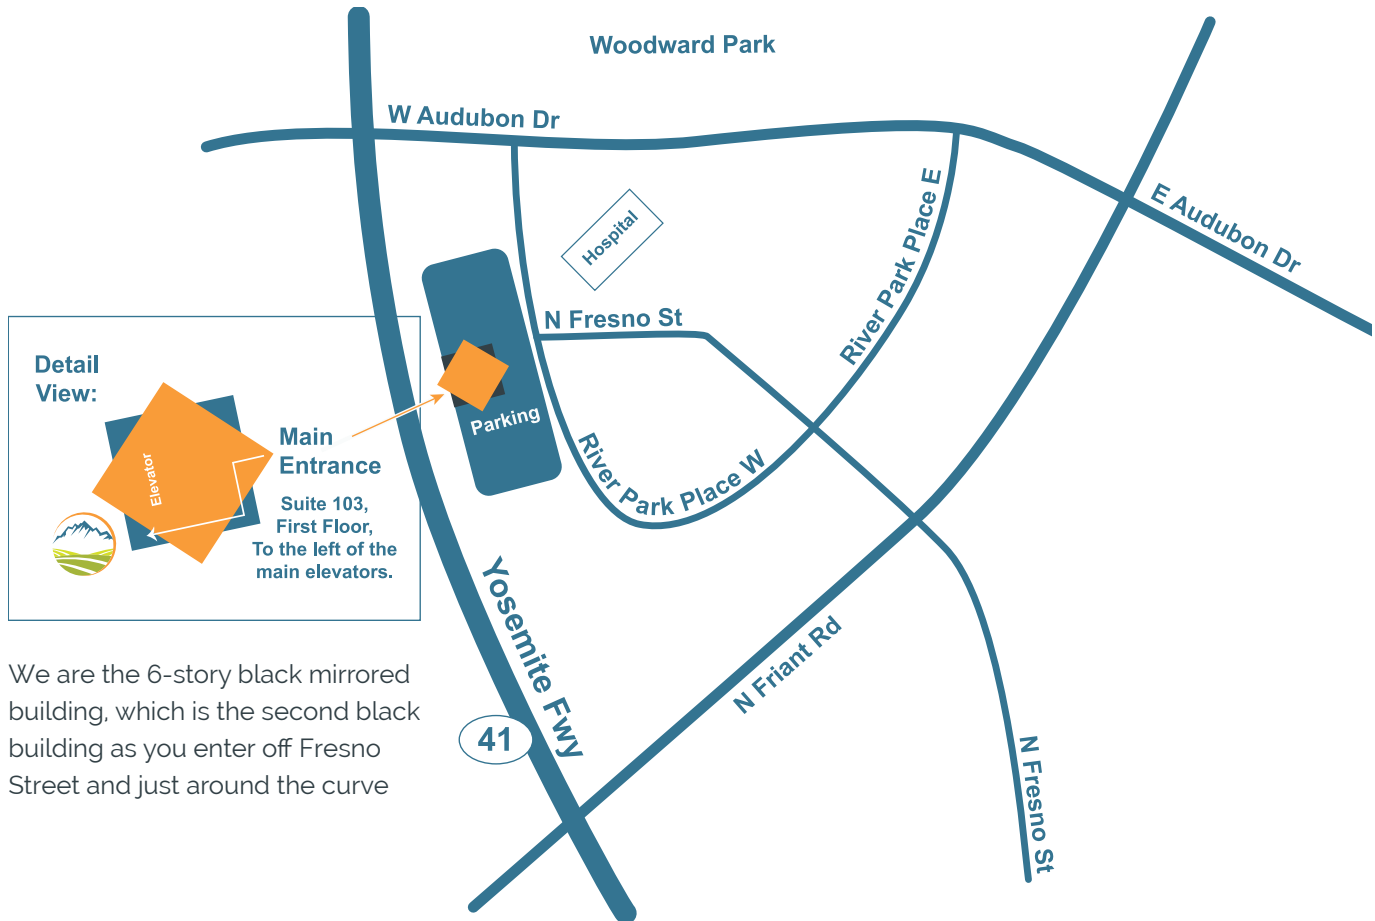 Woodward Park
W Audubon Dr
E Audubon Dr
River Park Place E
Hospital
N Fresno St
Parking
River Park Place W
Detail
View:
Elevator
Main
Entrance
Suite 103,
First Floor,
To the left of the
main elevators.
Yosemite Fwy
41
N Friant Rd
N Fresno St
We are the 6-story black mirrored
building, which is the second black
building as you enter off Fresno
Street and just around the curve